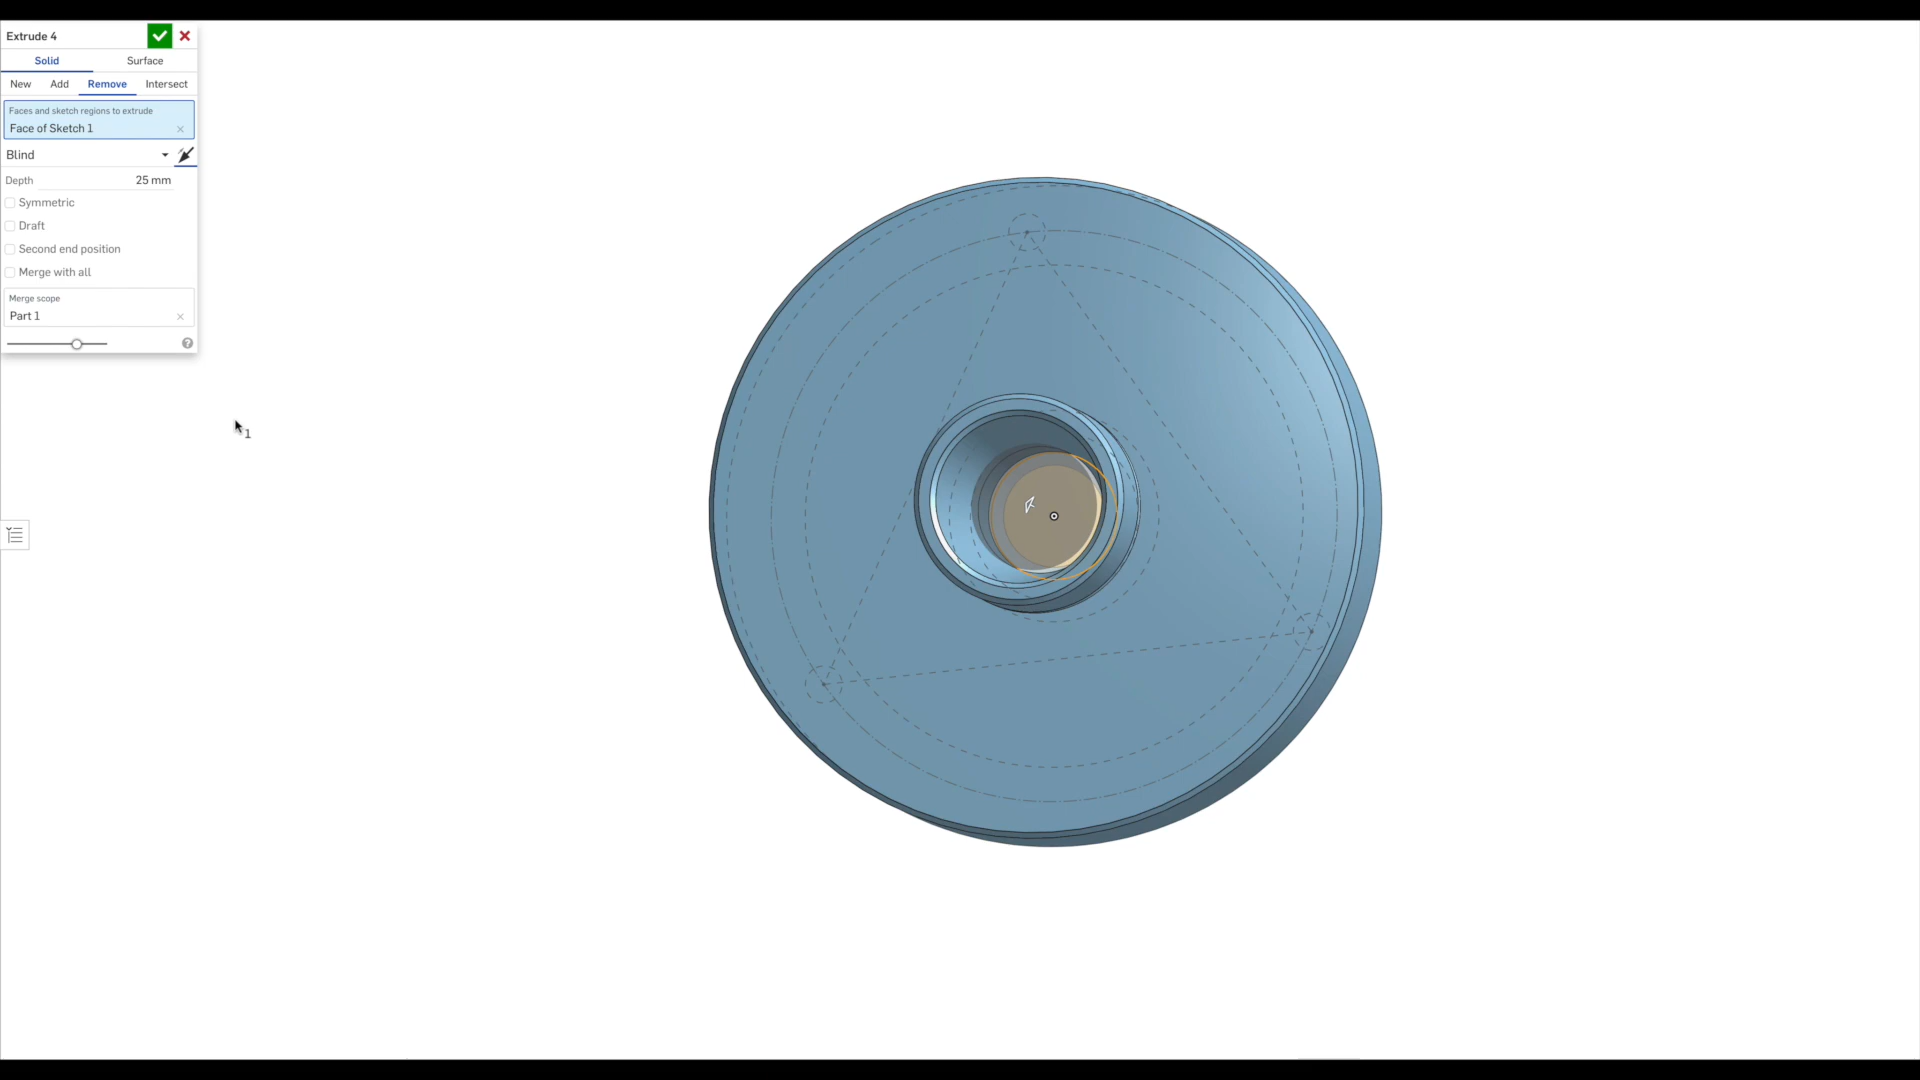 Extrude 4
Solid Surface
New Add Remove Intersect
Faces and sketch regions to extrude
Face of Sketch 1
Blind
Depth 25 mm
Symmetric
Draft
Second end position
Merge with all
Merge scope
Part 1
1